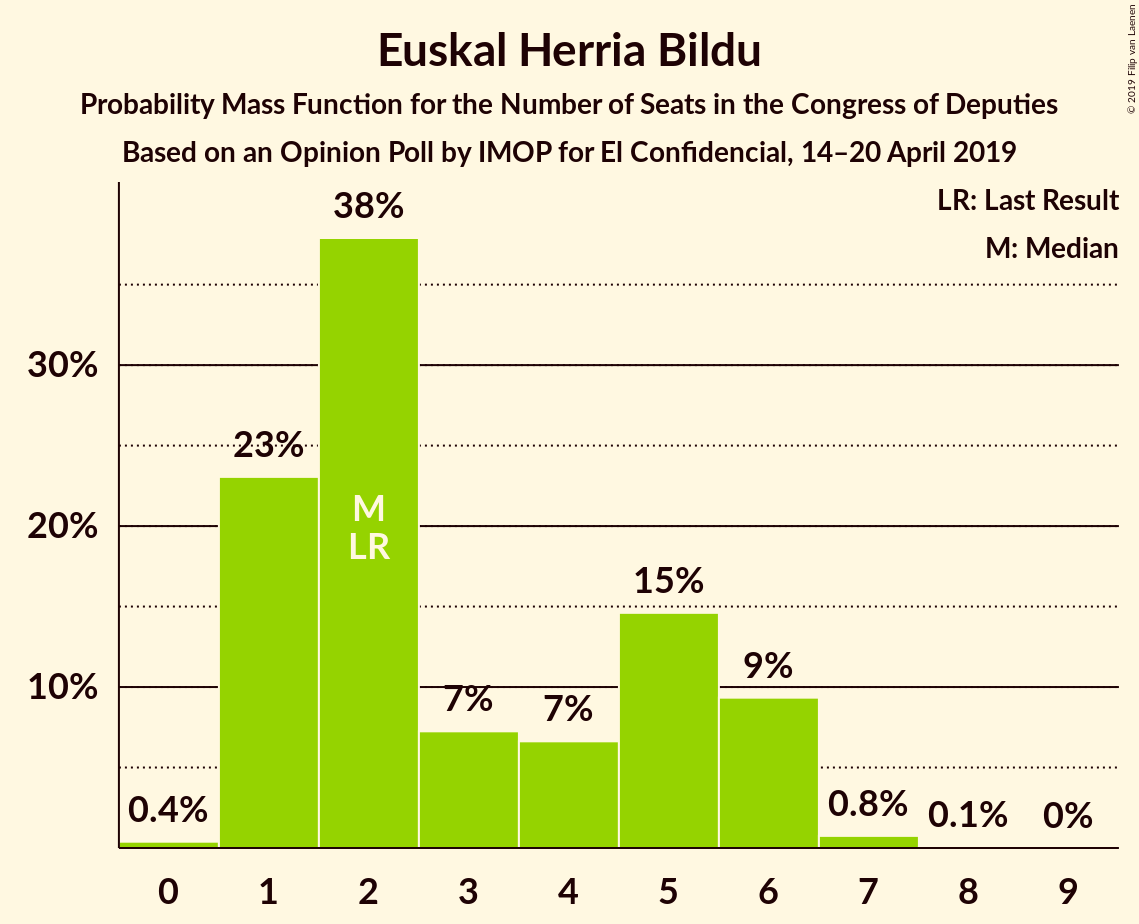 Euskal Herria Bildu
Probability Mass Function for the Number of Seats in the Congress of Deputies
Based on an Opinion Poll by IMOP for El Confidencial, 14–20 April 2019
© 2019 Filip van Laenen
LR: Last Result
M: Median
38%
30%
23%
M
LR
20%
15%
10%
9%
7%
7%
0.4%
0.8%
0.1%
0%
0 1 2 3 4 5 6 7 8 9